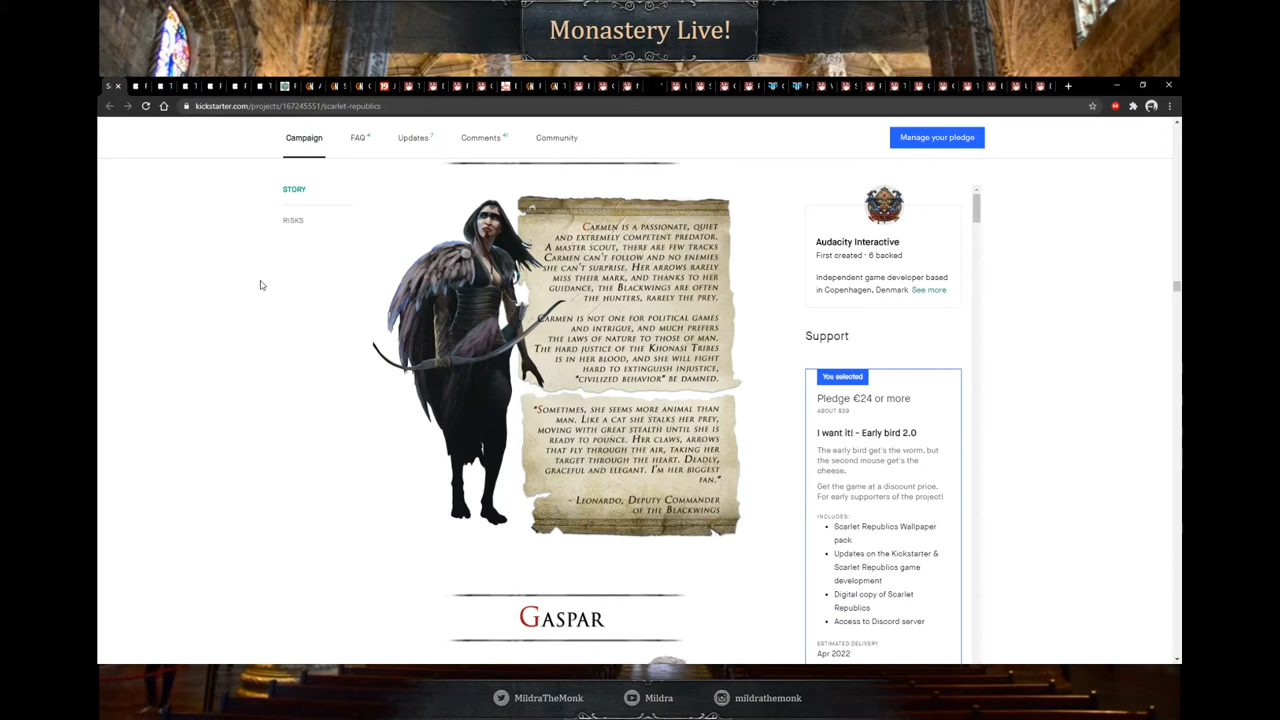 Monastery Live!
kickstarter.com/projects/167245551/scarlet-republics
Campaign
FAQ 4
Updates 7
Comments
Community
Manage your pledge
STORY
RISKS
Carmen is a passionate, quiet
and extremely competent predator.
A master scout, there are few tracks
Carmen can't follow and no enemies
she can't surprise. Her arrows rarely
miss their mark, and thanks to her
guidance, the Blackwings are often
the hunters, rarely the prey.
Carmen is not one for political games
and intrigue, and much prefers
the laws of nature to those of man.
The hard justice of the Khonasi Tribes
is in her blood, and she will fight
hard to extinguish injustice,
"civilized behavior" be damned.
"Sometimes, she seems more animal than
man. Like a cat she stalks her prey,
moving with great stealth until she is
ready to pounce. Her claws, arrows
that fly through the air, taking her
target through the heart. Deadly,
graceful and elegant. I'm her biggest
fan."
~ Leonardo, Deputy Commander
of the Blackwings
Gaspar
Audacity Interactive
First created · 6 backed
Independent game developer based
in Copenhagen, Denmark See more
Support
You selected
Pledge €24 or more
ABOUT $29
I want it! - Early bird 2.0
The early bird get's the worm, but
the second mouse get's the
cheese.
Get the game at a discount price.
For early supporters of the project!
INCLUDES:
• Scarlet Republics Wallpaper
pack
• Updates on the Kickstarter &
Scarlet Republics game
development
• Digital copy of Scarlet
Republics
• Access to Discord server
ESTIMATED DELIVERY
Apr 2022
MildraTheMonk
Mildra
mildrathemonk